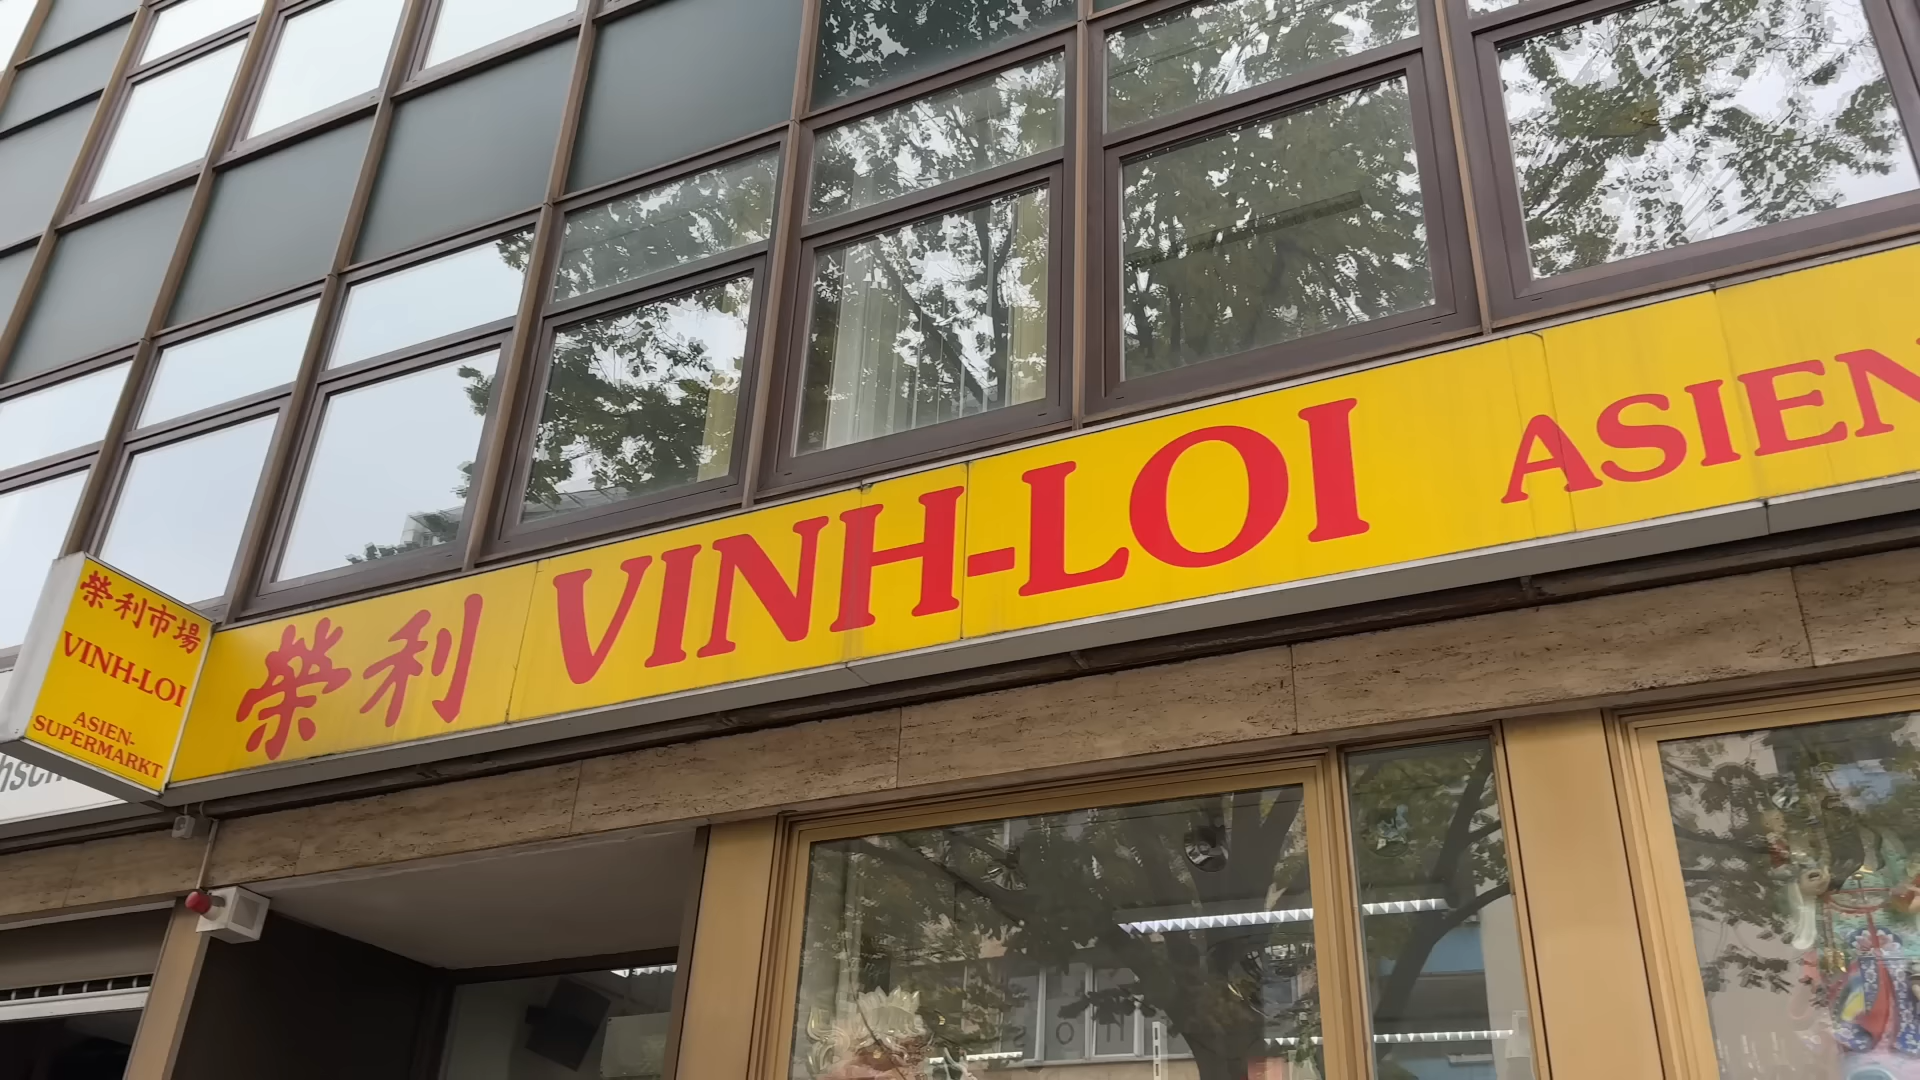 榮利市場
VINH-LOI
ASIEN-
SUPERMARKT
榮利 VINH-LOI ASIEN